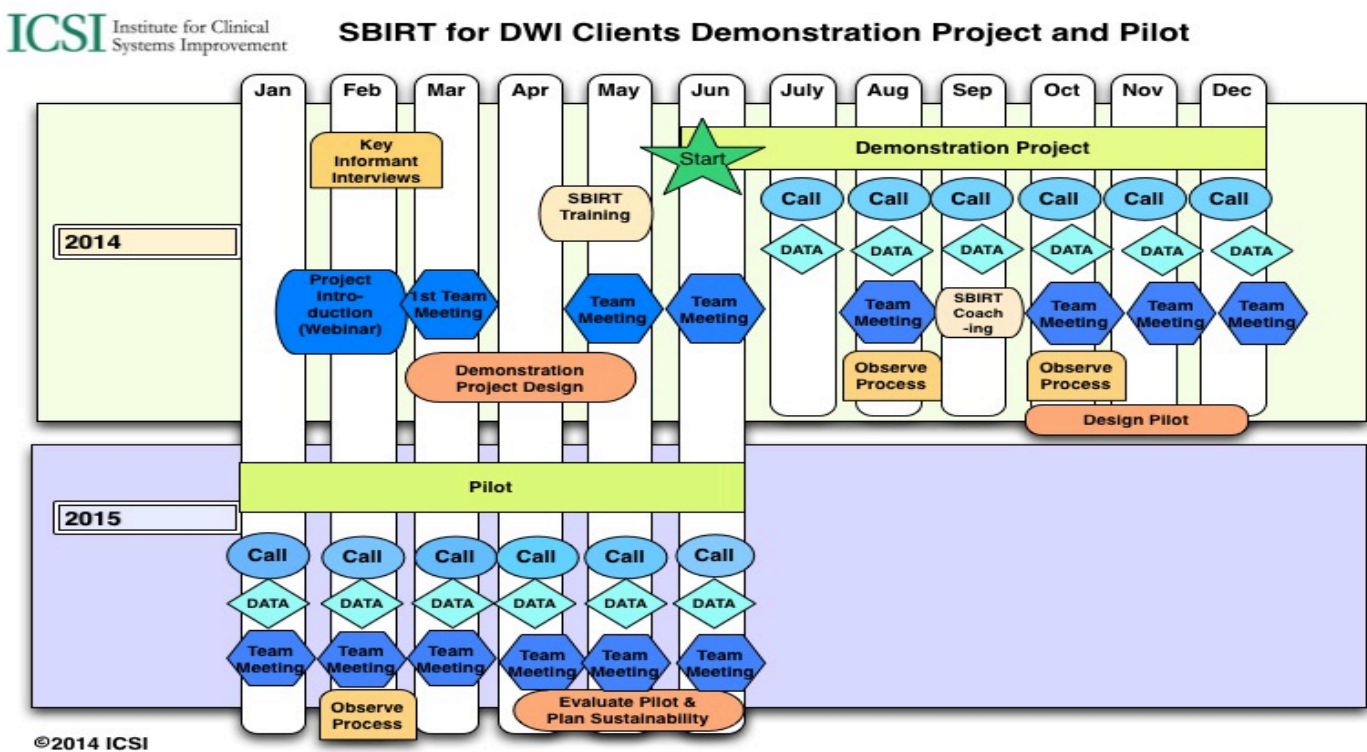 ICSI Institute for Clinical
Systems Improvement
SBIRT for DWI Clients Demonstration Project and Pilot
Jan Feb Mar Apr May Jun July Aug Sep Oct Nov Dec
2014
Key
Informant
Interviews
Start
Demonstration Project
SBIRT
Training
Call Call Call Call Call Call
DATA DATA DATA DATA DATA DATA
Project
Intro-
duction
(Webinar)
1st Team
Meeting
Team
Meeting
Team
Meeting
Team
Meeting
SBIRT
Coach
-ing
Team
Meeting
Team
Meeting
Team
Meeting
Demonstration
Project Design
Observe
Process
Observe
Process
Design Pilot
2015
Pilot
Call Call Call Call Call Call
DATA DATA DATA DATA DATA DATA
Team
Meeting
Team
Meeting
Team
Meeting
Team
Meeting
Team
Meeting
Team
Meeting
Observe
Process
Evaluate Pilot &
Plan Sustainability
©2014 ICSI